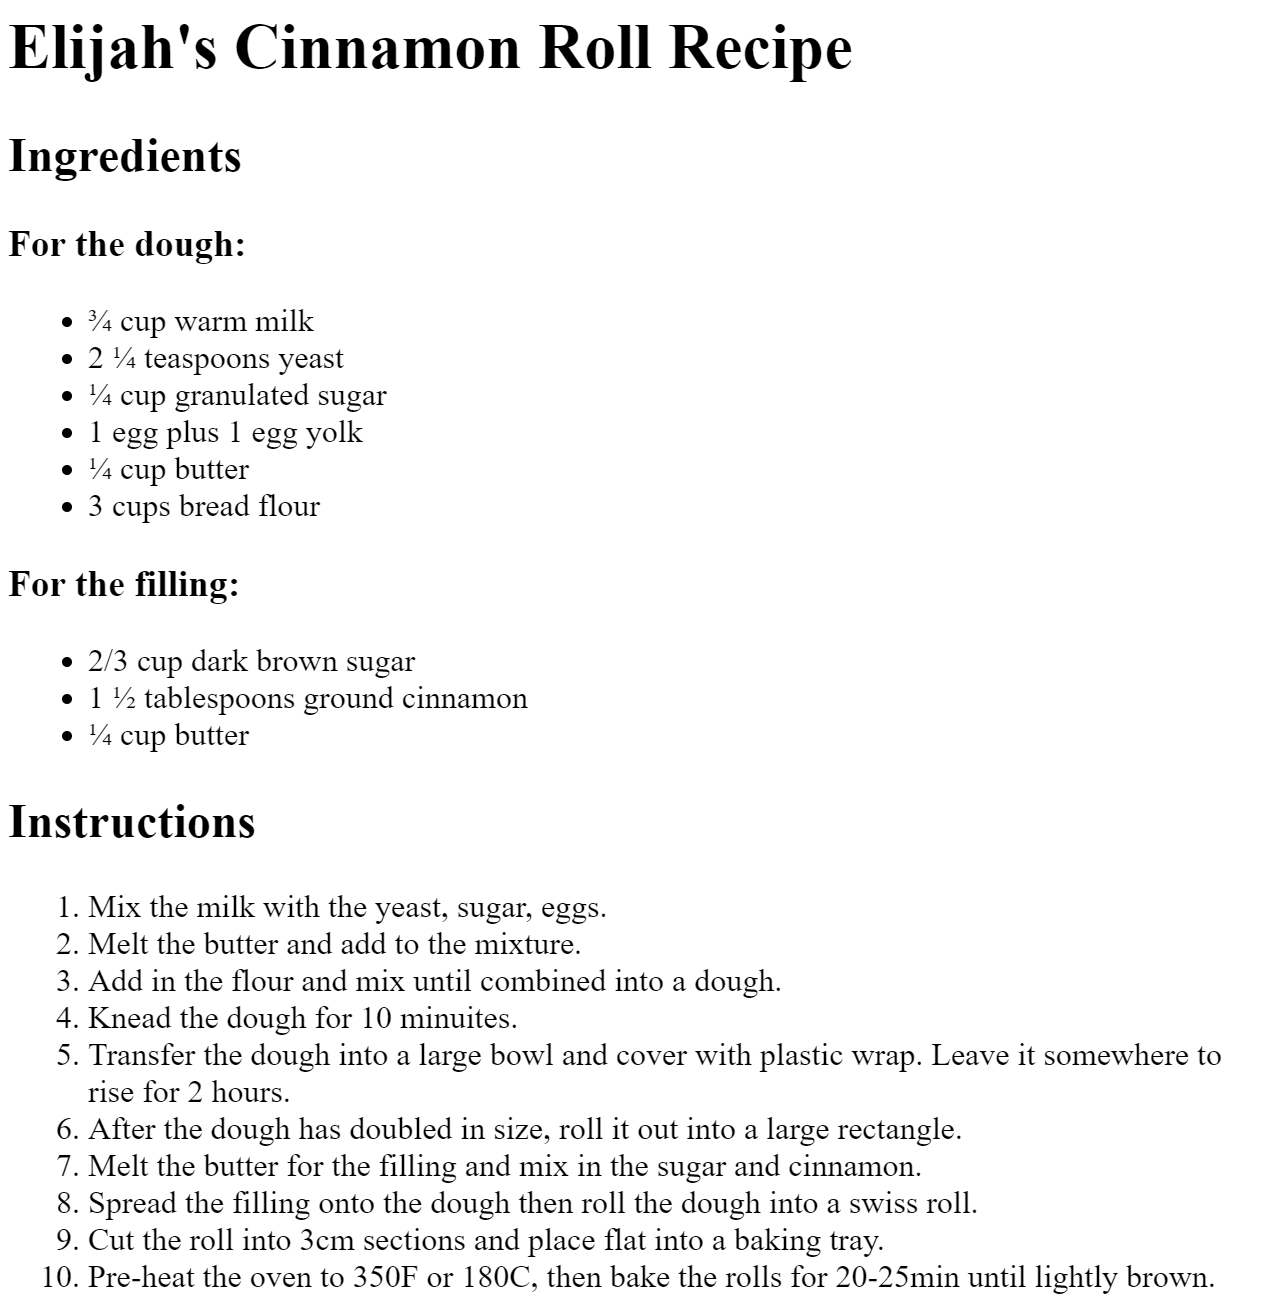 Elijah's Cinnamon Roll Recipe
Ingredients
For the dough:
• ¾ cup warm milk
• 2 ¼ teaspoons yeast
• ¼ cup granulated sugar
• 1 egg plus 1 egg yolk
• ¼ cup butter
• 3 cups bread flour
For the filling:
• 2/3 cup dark brown sugar
• 1 ½ tablespoons ground cinnamon
• ¼ cup butter
Instructions
1. Mix the milk with the yeast, sugar, eggs.
2. Melt the butter and add to the mixture.
3. Add in the flour and mix until combined into a dough.
4. Knead the dough for 10 minuites.
5. Transfer the dough into a large bowl and cover with plastic wrap. Leave it somewhere to
rise for 2 hours.
6. After the dough has doubled in size, roll it out into a large rectangle.
7. Melt the butter for the filling and mix in the sugar and cinnamon.
8. Spread the filling onto the dough then roll the dough into a swiss roll.
9. Cut the roll into 3cm sections and place flat into a baking tray.
10. Pre-heat the oven to 350F or 180C, then bake the rolls for 20-25min until lightly brown.